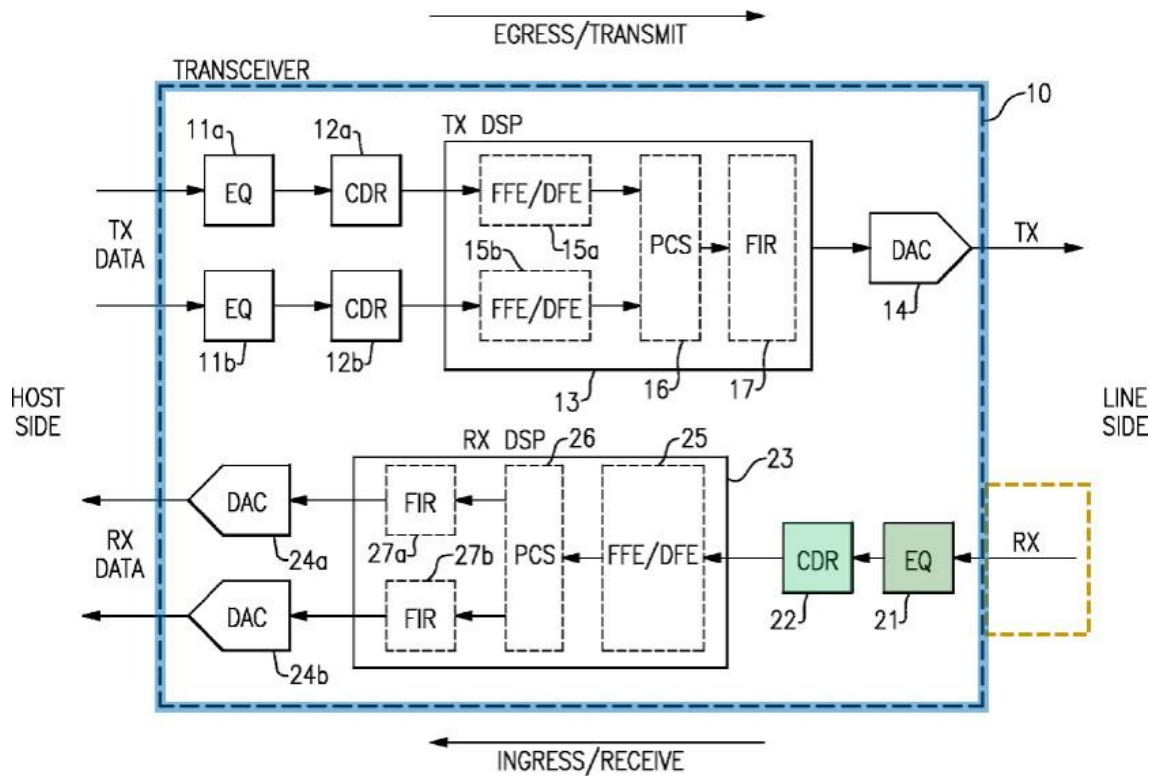 EGRESS/TRANSMIT
TRANSCEIVER
10
11a
12a
TX DSP
EQ
CDR
FFE/DFE
TX
DATA
15b
15a
PCS
FIR
DAC
TX
14
EQ
CDR
FFE/DFE
11b
12b
13
16
17
HOST
SIDE
LINE
SIDE
RX DSP
26
25
23
DAC
FIR
RX
DATA
24a
27a
27b
PCS
FFE/DFE
CDR
EQ
RX
DAC
FIR
22
21
24b
INGRESS/RECEIVE